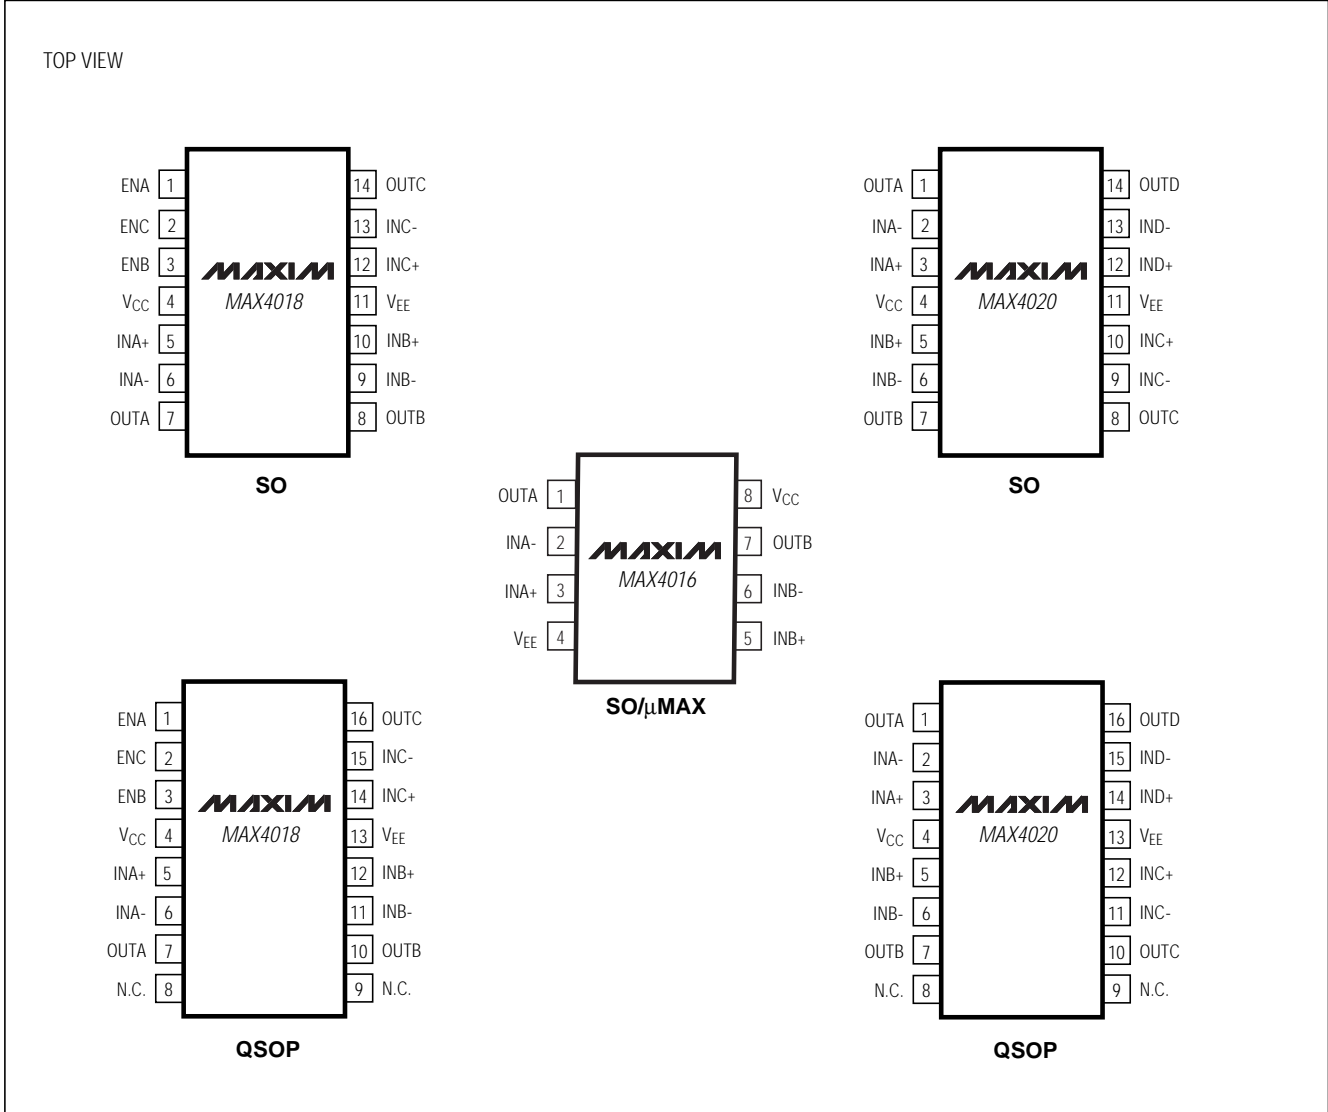 TOP VIEW
ENA 1 14 OUTC
ENC 2 13 INC-
ENB 3 12 INC+
VCC 4 11 VEE
INA+ 5 10 INB+
INA- 6 9 INB-
OUTA 7 8 OUTB
MAXIM
MAX4018
SO
OUTA 1 14 OUTD
INA- 2 13 IND-
INA+ 3 12 IND+
VCC 4 11 VEE
INB+ 5 10 INC+
INB- 6 9 INC-
OUTB 7 8 OUTC
MAXIM
MAX4020
SO
OUTA 1 8 VCC
INA- 2 7 OUTB
INA+ 3 6 INB-
VEE 4 5 INB+
MAXIM
MAX4016
SO/µMAX
ENA 1 16 OUTC
ENC 2 15 INC-
ENB 3 14 INC+
VCC 4 13 VEE
INA+ 5 12 INB+
INA- 6 11 INB-
OUTA 7 10 OUTB
N.C. 8 9 N.C.
MAXIM
MAX4018
QSOP
OUTA 1 16 OUTD
INA- 2 15 IND-
INA+ 3 14 IND+
VCC 4 13 VEE
INB+ 5 12 INC+
INB- 6 11 INC-
OUTB 7 10 OUTC
N.C. 8 9 N.C.
MAXIM
MAX4020
QSOP